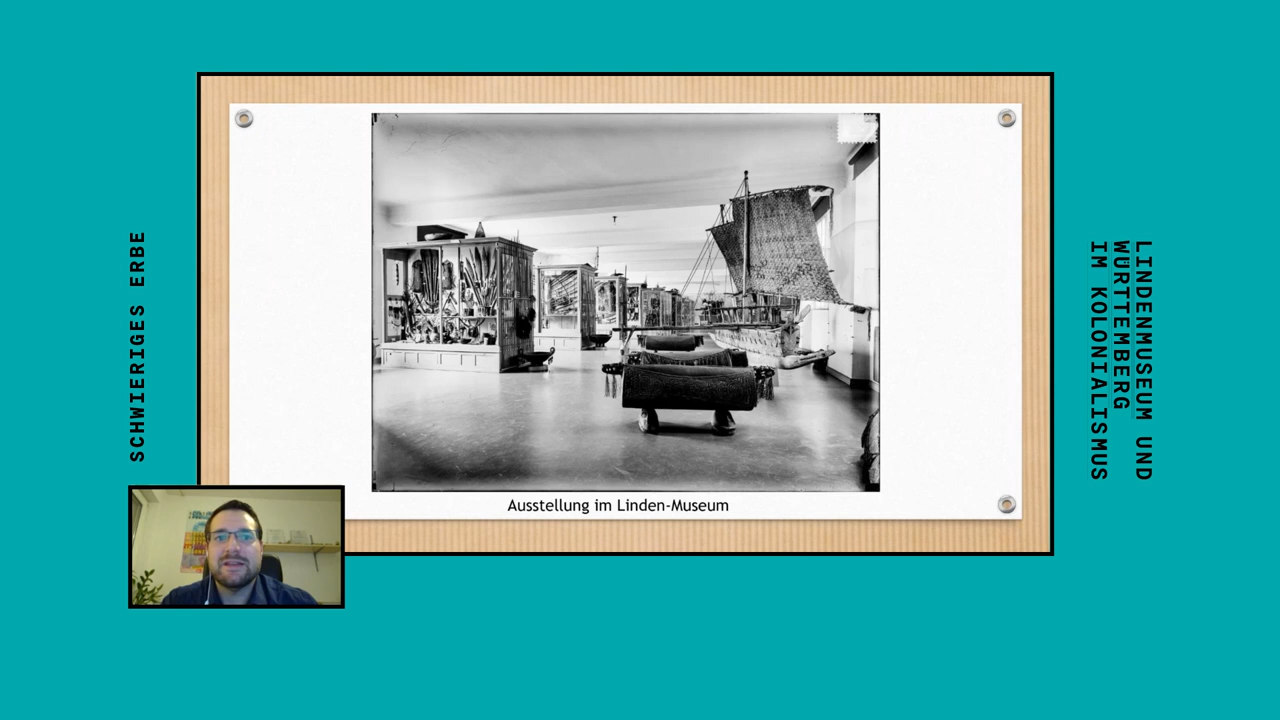 SCHWIERIGES ERBE
Ausstellung im Linden-Museum
LINDENMUSEUM UND
WÜRTTEMBERG
IM KOLONIALISMUS